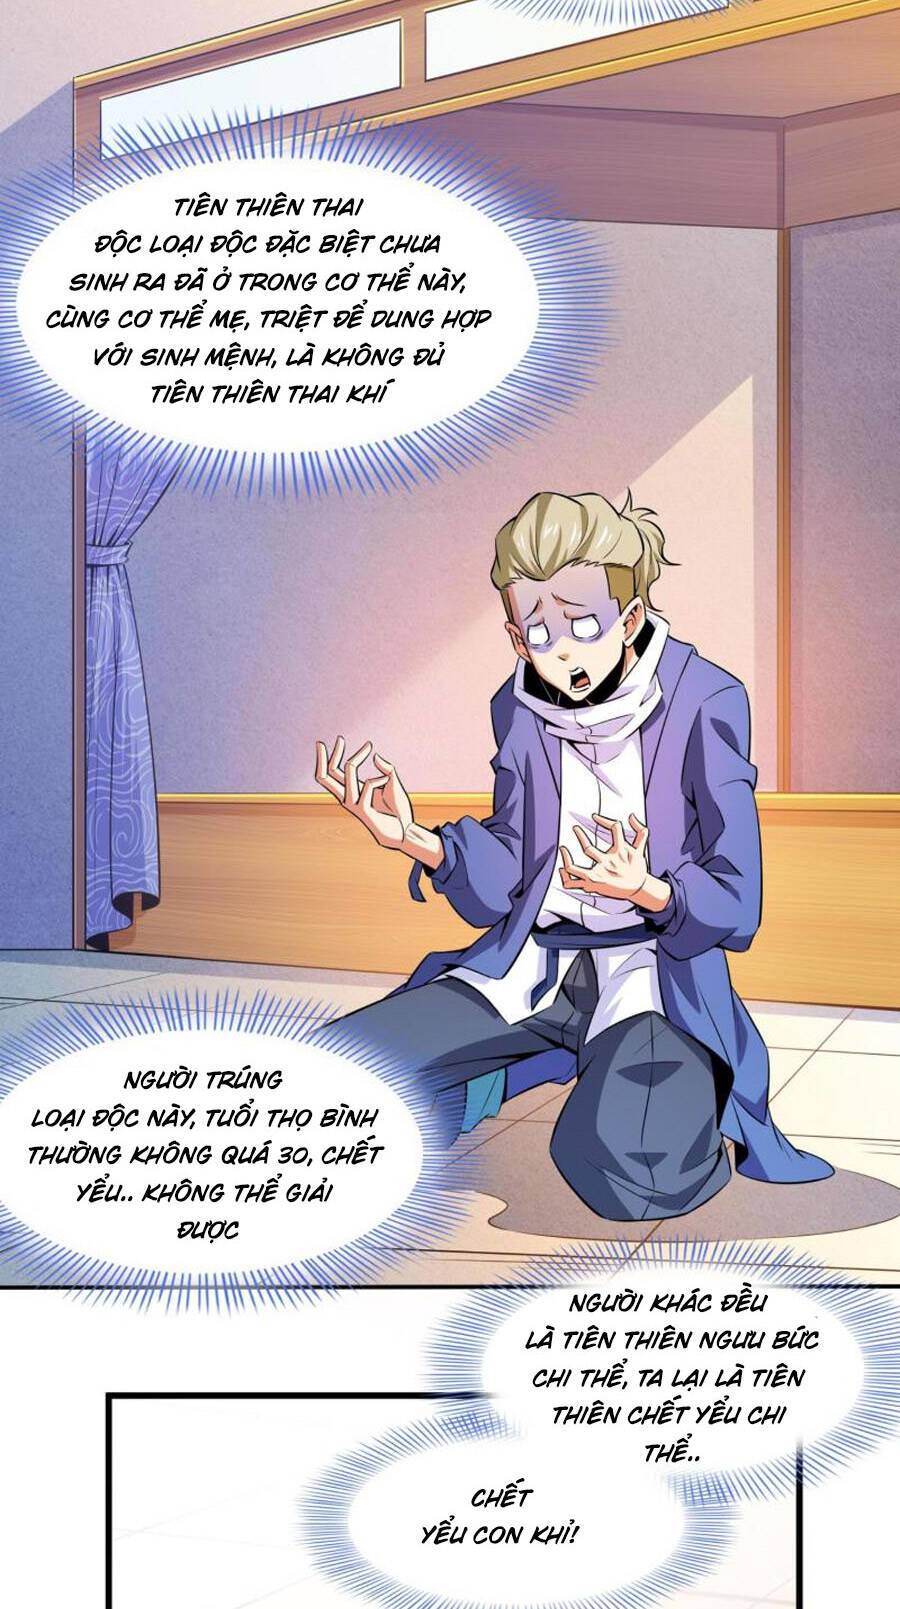 TIÊN THIÊN THAI
ĐỘC LOẠI ĐỘC ĐẶC BIỆT CHƯA
SINH RA ĐÃ Ở TRONG CƠ THỂ NÀY,
CÙNG CƠ THỂ MẸ, TRIỆT ĐỂ DUNG HỢP
VỚI SINH MỆNH, LÀ KHÔNG ĐỦ
TIÊN THIÊN THAI KHÍ
NGƯỜI TRÚNG
LOẠI ĐỘC NÀY, TUỔI THỌ BÌNH
THƯỜNG KHÔNG QUÁ 30, CHẾT
YỂU.. KHÔNG THỂ GIẢI
ĐƯỢC
NGƯỜI KHÁC ĐỀU
LÀ TIÊN THIÊN NGƯU BỨC
CHI THỂ, TA LẠI LÀ TIÊN
THIÊN CHẾT YỂU CHI
THỂ..
CHẾT
YỂU CON KHỈ!